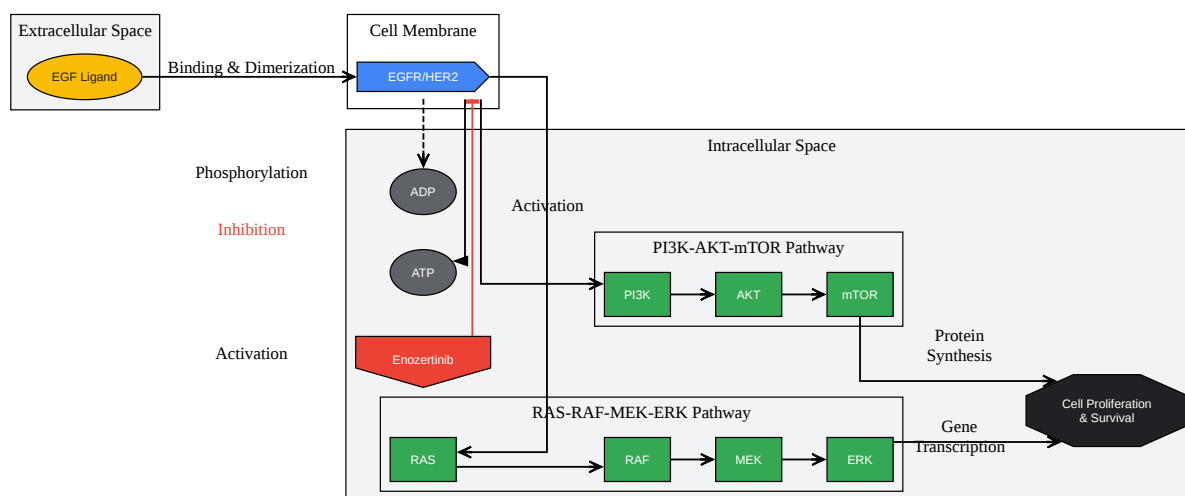 Extracellular Space
EGF Ligand
Binding & Dimerization
Cell Membrane
EGFR/HER2
Intracellular Space
Phosphorylation
ADP
Activation
Inhibition
ATP
PI3K-AKT-mTOR Pathway
PI3K
AKT
mTOR
Activation
Enozertinib
Protein
Synthesis
Cell Proliferation
& Survival
RAS-RAF-MEK-ERK Pathway
RAS
RAF
MEK
ERK
Gene
Transcription